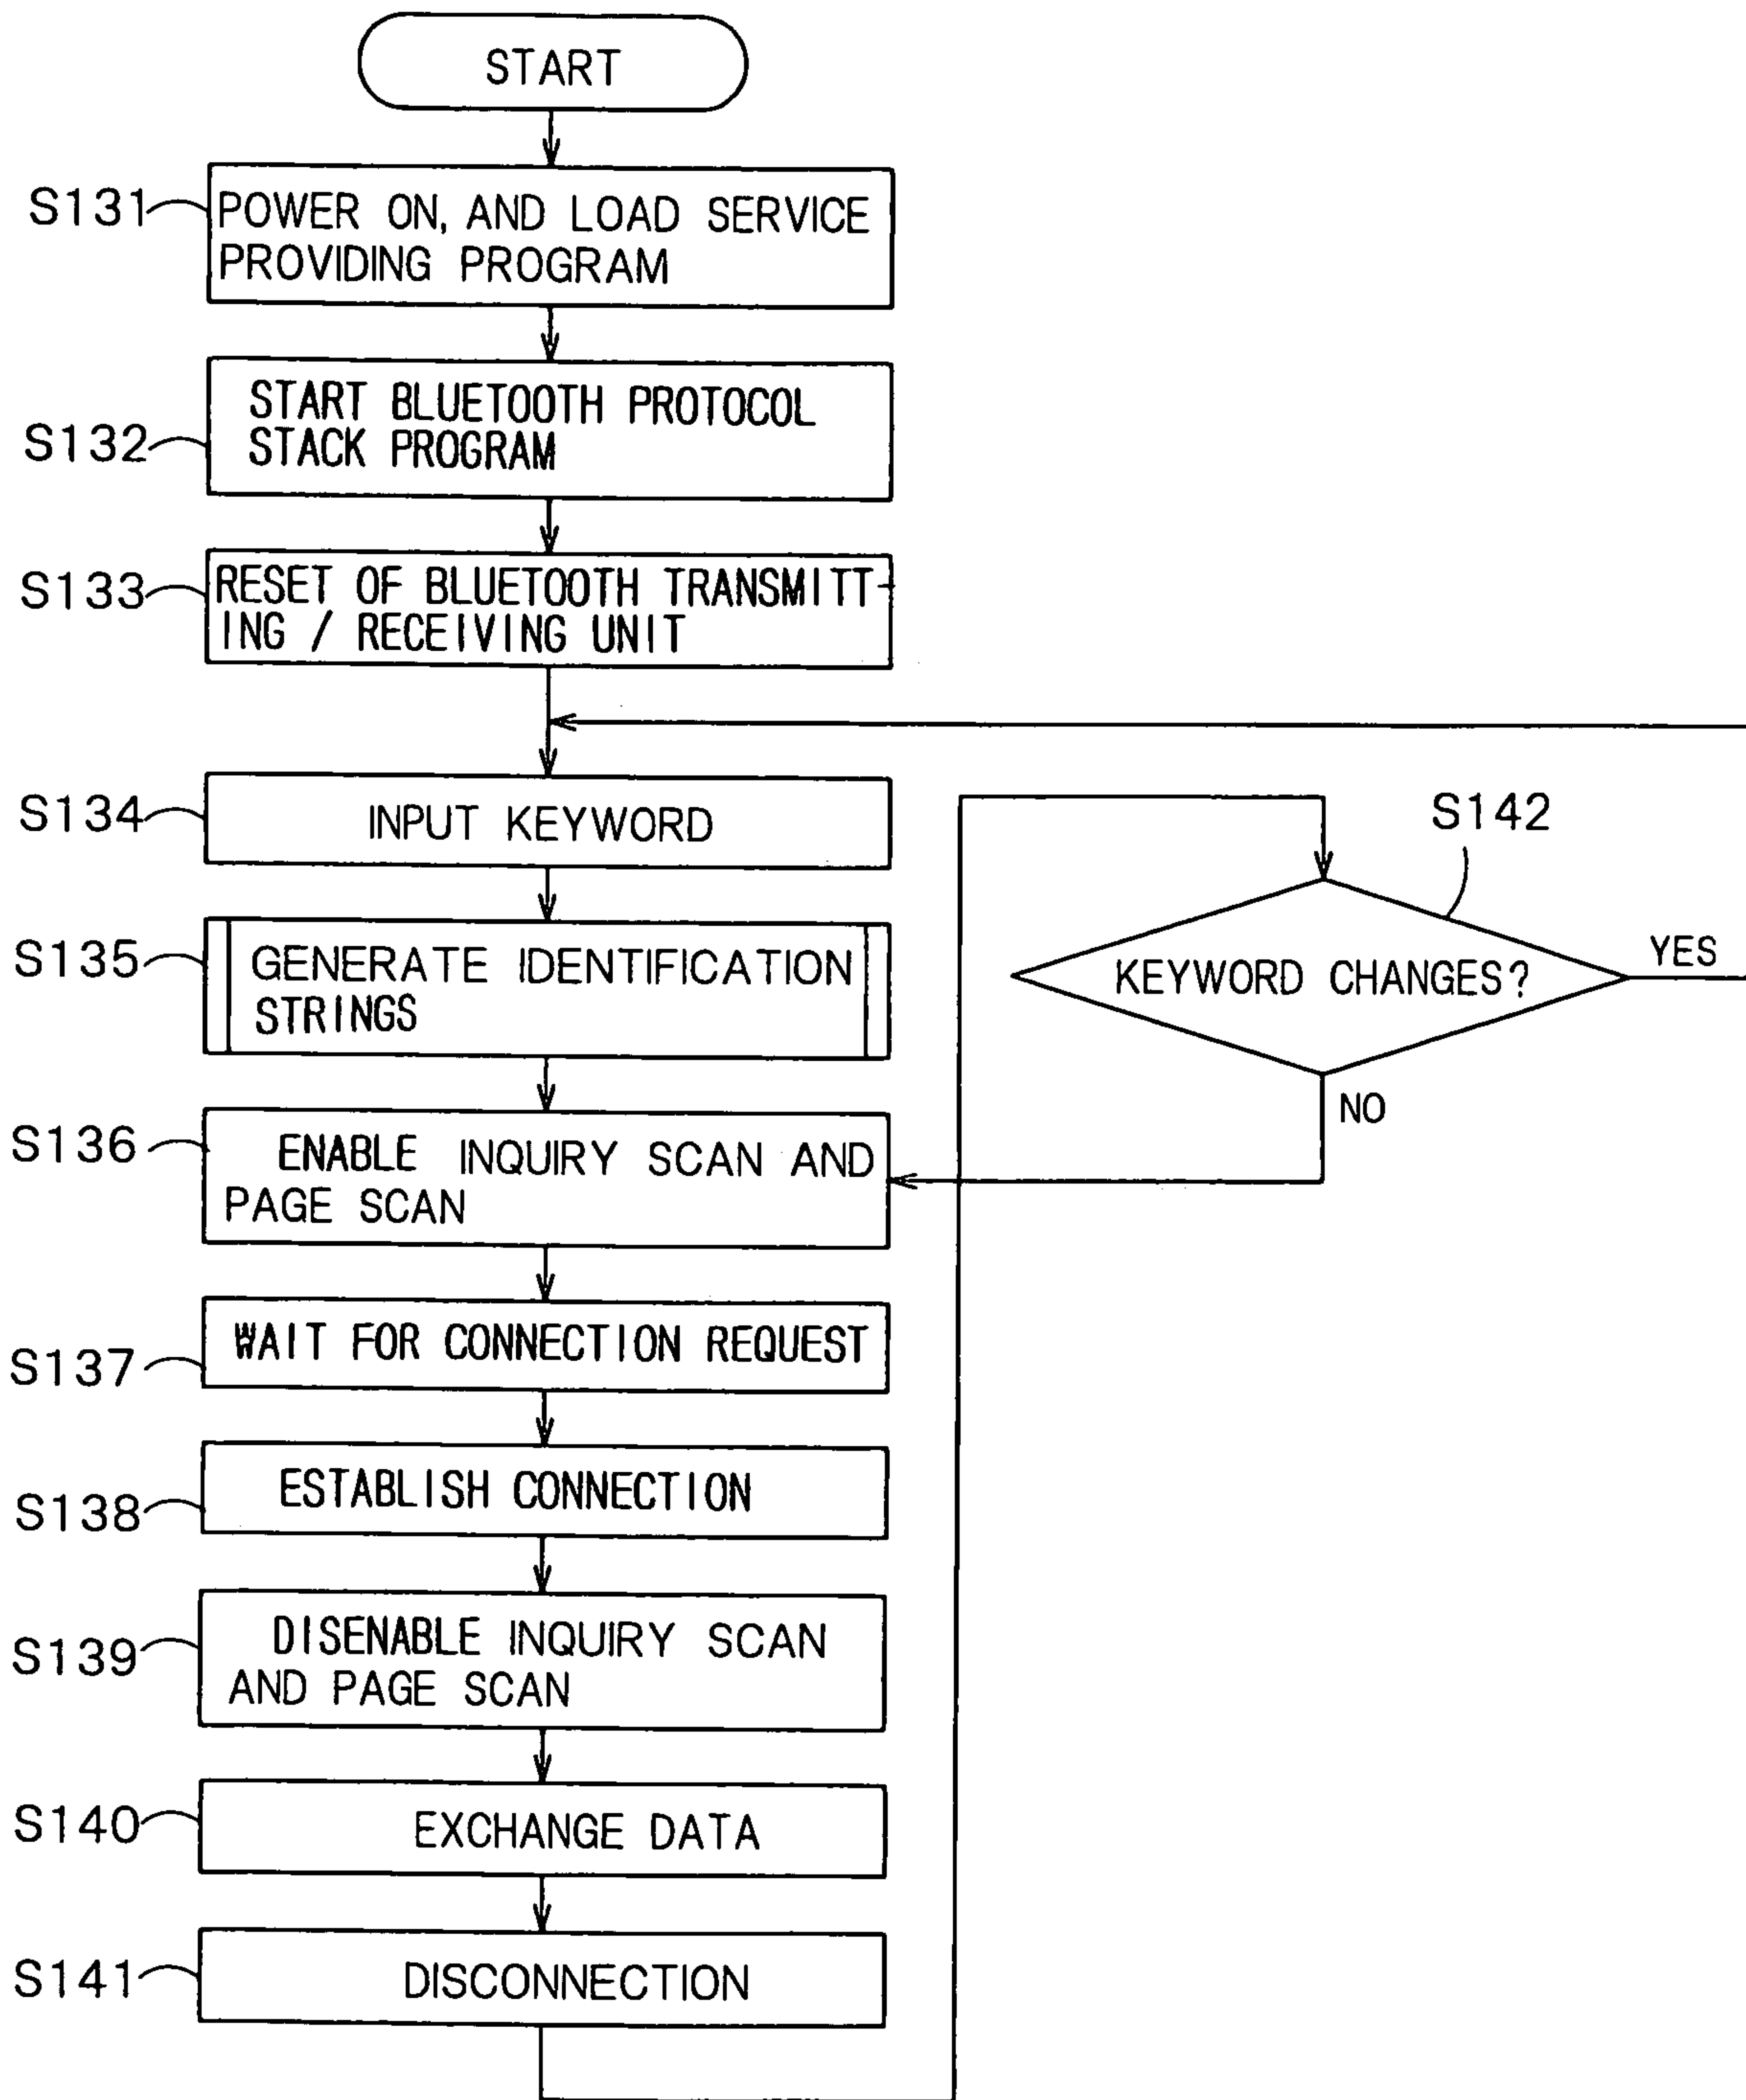 START
S131
POWER ON, AND LOAD SERVICE
PROVIDING PROGRAM
S132
START BLUETOOTH PROTOCOL
STACK PROGRAM
S133
RESET OF BLUETOOTH TRANSMITT-
ING / RECEIVING UNIT
S134
INPUT KEYWORD
S142
KEYWORD CHANGES?
YES
NO
S135
GENERATE IDENTIFICATION
STRINGS
S136
ENABLE INQUIRY SCAN AND
PAGE SCAN
S137
WAIT FOR CONNECTION REQUEST
S138
ESTABLISH CONNECTION
S139
DISENABLE INQUIRY SCAN
AND PAGE SCAN
S140
EXCHANGE DATA
S141
DISCONNECTION